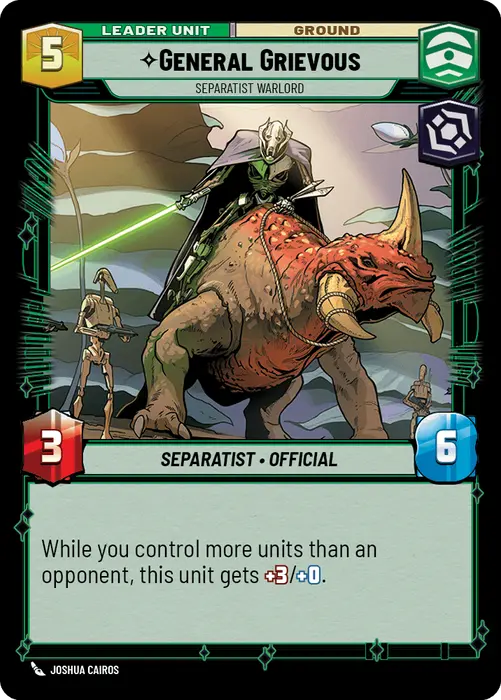 LEADER UNIT
GROUND
5
✧GENERAL GRIEVOUS
SEPARATIST WARLORD
3
6
SEPARATIST • OFFICIAL
While you control more units than an
opponent, this unit gets +3/+0.
JOSHUA CAIROS